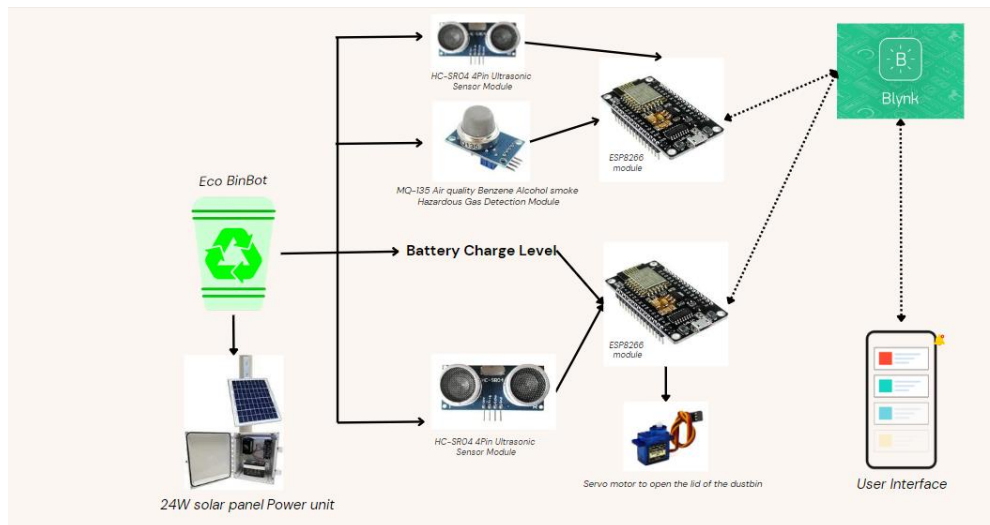 HC-SR04 4Pin Ultrasonic
Sensor Module
B
Blynk
ESP8266
module
MQ-135 Air quality Benzene Alcohol smoke
Hazardous Gas Detection Module
Eco BinBot
Battery Charge Level
ESP8266
module
HC-SR04
HC-SR04 4Pin Ultrasonic
Sensor Module
24W solar panel Power unit
Servo motor to open the lid of the dustbin
User Interface